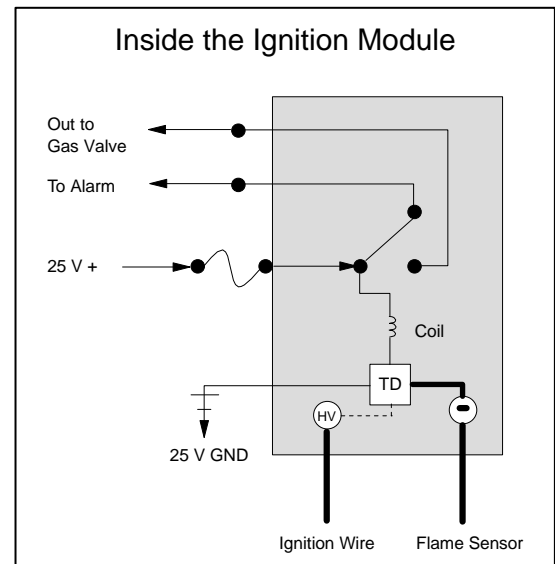 Inside the Ignition Module
Out to
Gas Valve
To Alarm
25 V +
Coil
TD
HV
25 V GND
Ignition Wire
Flame Sensor